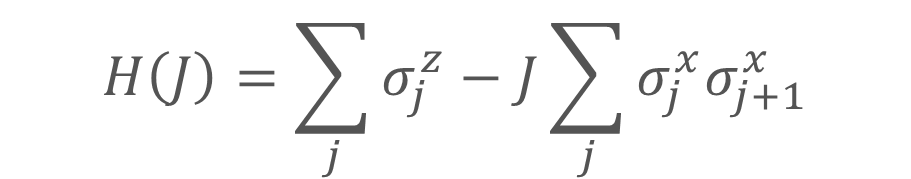 H(J) = ∑_j σ_j^z − J ∑_j σ_j^x σ_{j+1}^x